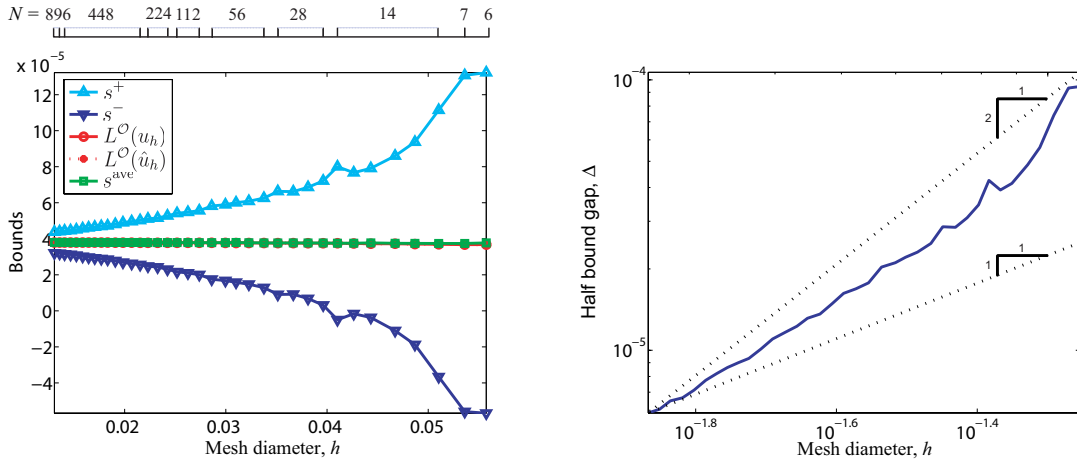 N = 896 448 224 112 56 28 14 7 6
x 10⁻⁵
12
10
8
6
4
2
0
−2
−4
Bounds
s⁺
s⁻
L^𝒪(u_h)
L^𝒪(û_h)
s^ave
0.02 0.03 0.04 0.05
Mesh diameter, h
10⁻⁴
10⁻⁵
Half bound gap, Δ
1
2
1
1
10⁻¹·⁸ 10⁻¹·⁶ 10⁻¹·⁴
Mesh diameter, h